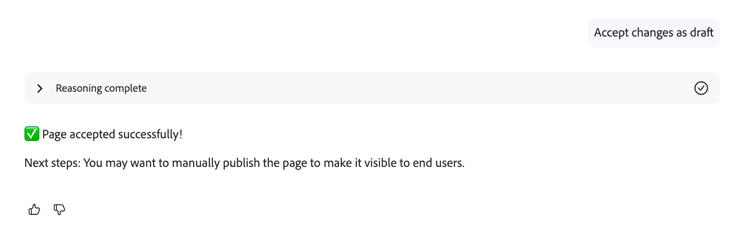 Accept changes as draft
Reasoning complete
✅ Page accepted successfully!
Next steps: You may want to manually publish the page to make it visible to end users.